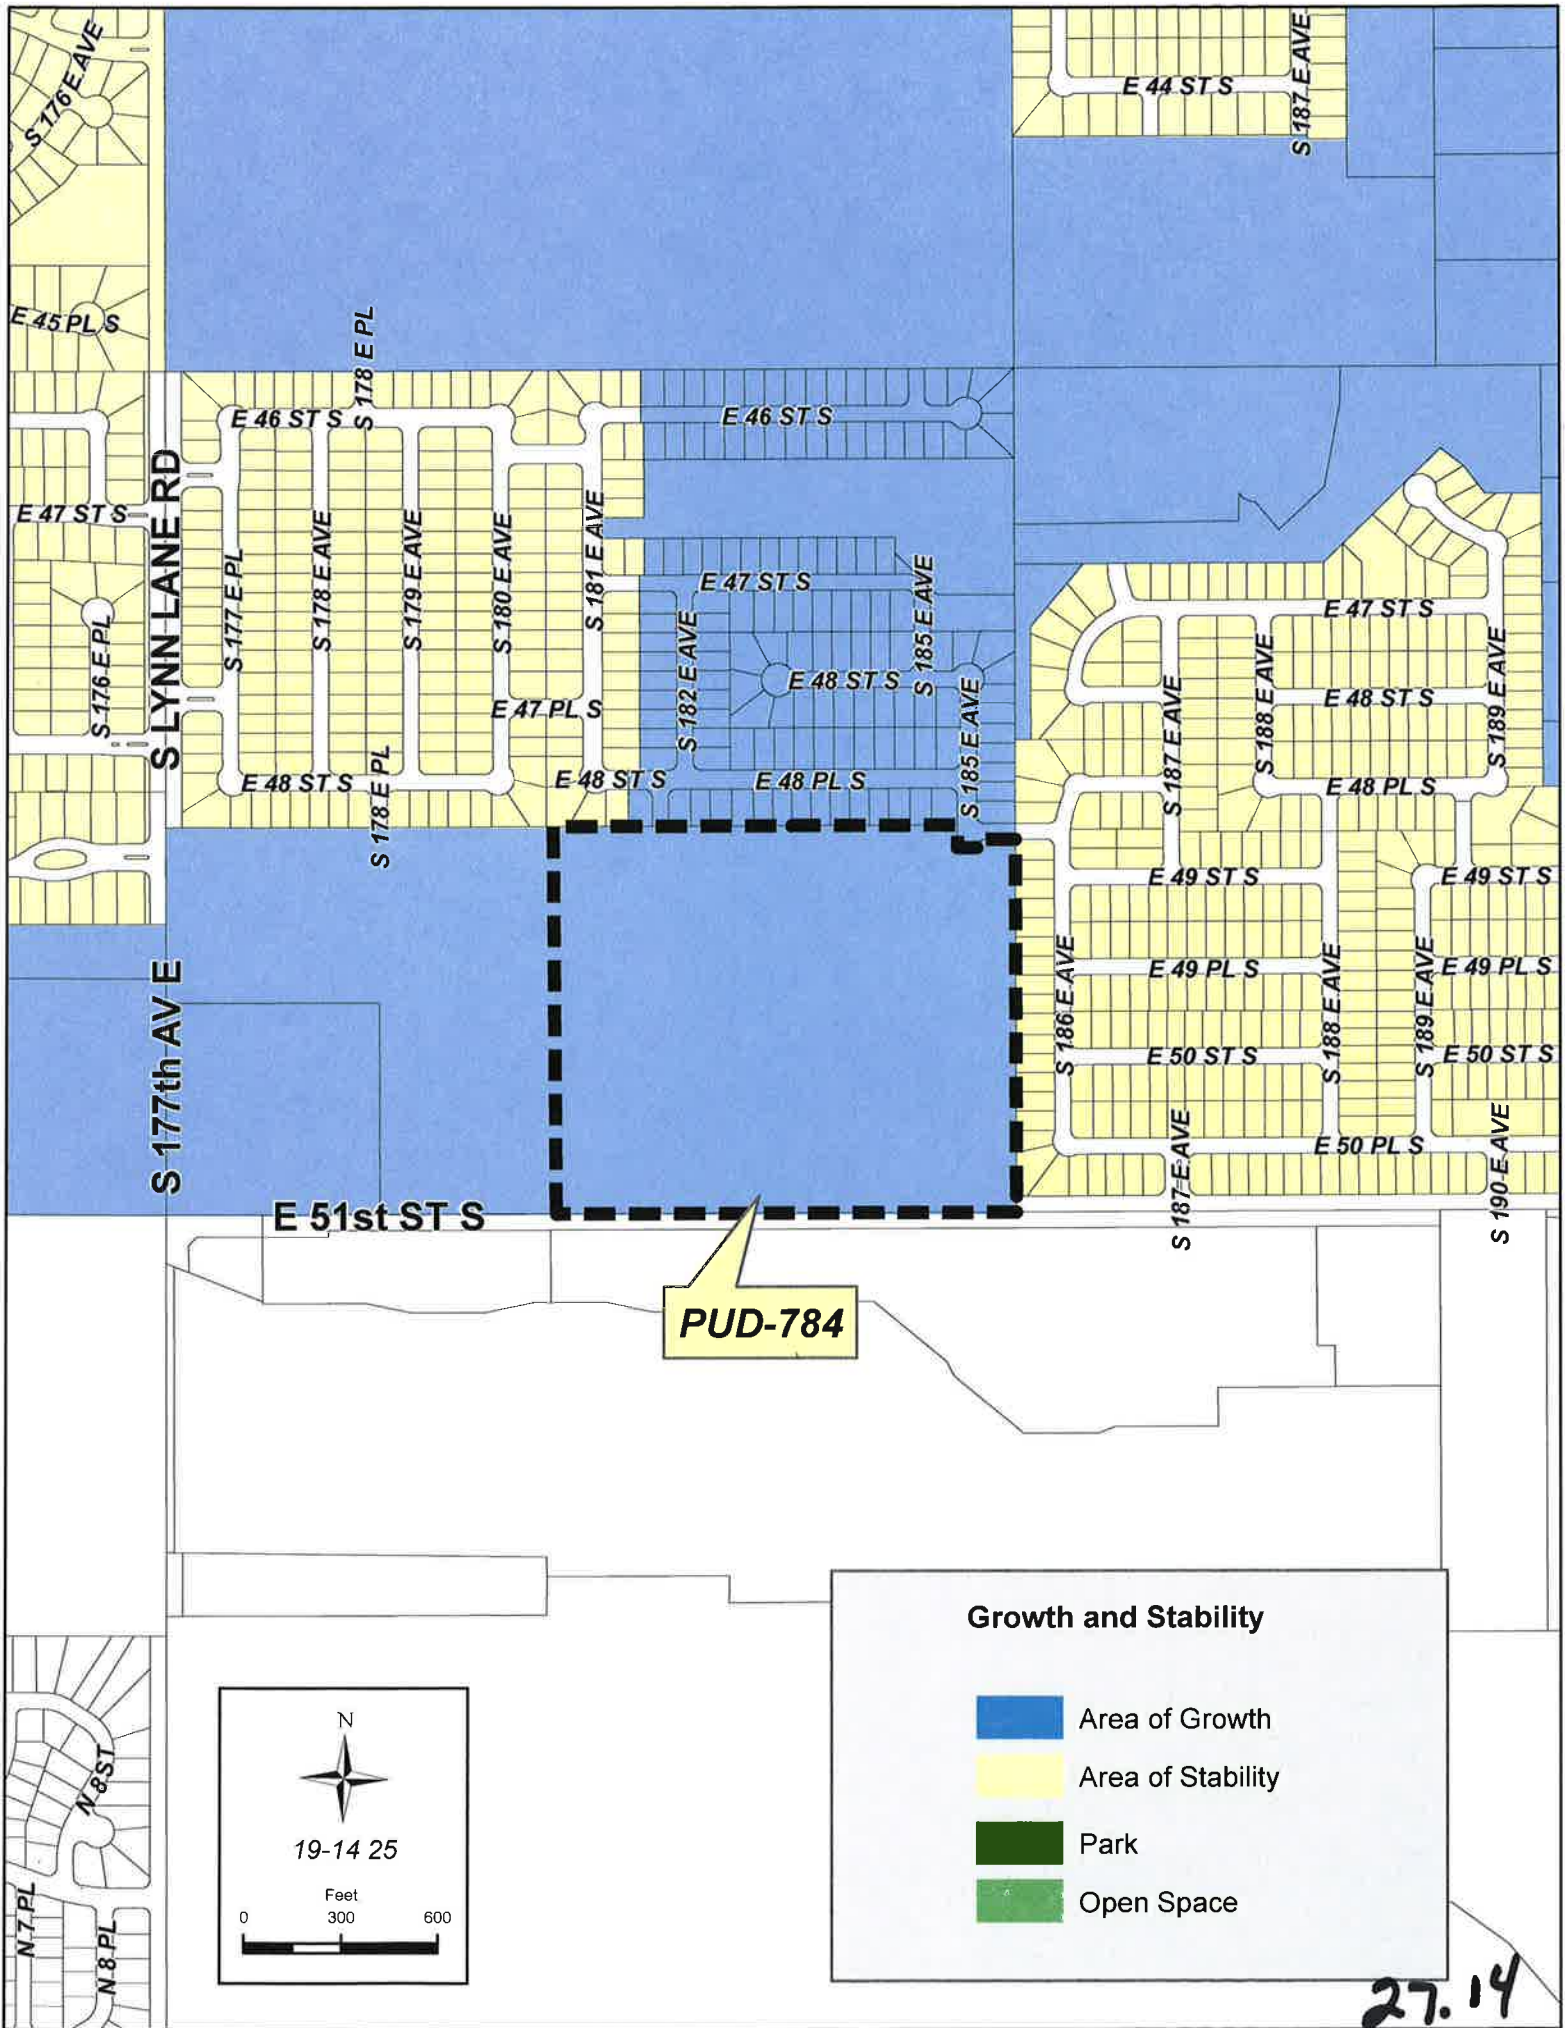 S 176 E AVE
E 44 ST S
S 187 E AVE
E 45 PL S
S 178 E PL
E 46 ST S
E 46 ST S
E 47 ST S
S LYNN LANE RD
S 176 E PL
S 177 E PL
S 178 E AVE
S 179 E AVE
S 180 E AVE
S 181 E AVE
E 47 ST S
S 182 E AVE
S 185 E AVE
E 48 ST S
E 47 PL S
S 185 E AVE
E 47 ST S
S 187 E AVE
S 188 E AVE
E 48 ST S
S 189 E AVE
E 48 ST S
S 178 E PL
E 48 ST S
E 48 PL S
E 48 PL S
E 49 ST S
E 49 ST S
S 177th AV E
S 186 E AVE
E 49 PL S
S 188 E AVE
S 189 E AVE
E 49 PL S
E 50 ST S
E 50 ST S
S 187 E AVE
E 50 PL S
S 190 E AVE
E 51st ST S
PUD-784
Growth and Stability
Area of Growth
Area of Stability
Park
Open Space
N
19-14 25
Feet
0 300 600
N 8 ST
N 7 PL
N 8 PL
27.14